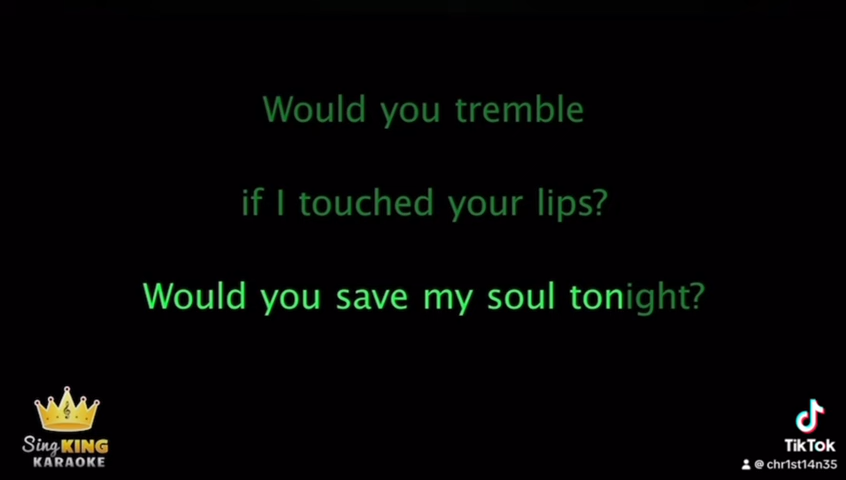 Would you tremble
if I touched your lips?
Would you save my soul tonight?
Sing KING
KARAOKE
TikTok
@ chr1st14n35